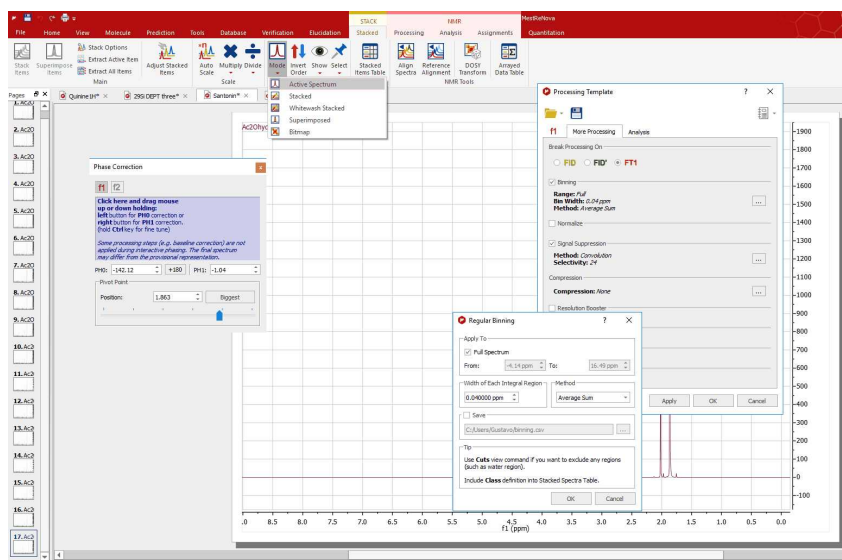 STACK
NMR
MestReNova
File Home View Molecule Prediction Tools Database Verification Elucidation Stacked Processing Analysis Assignments Quantitation
Stack Items
Superimpose Items
Stack Options
Extract Active Item
Extract All Items
Adjust Stacked Items
Auto Scale
Multiply
Divide
Mode
Invert Order
Show
Select
Stacked Items Table
Align Spectra
Reference Alignment
DOSY Transform
Arrayed Data Table
Main
Scale
NMR Tools
Pages
Quinine1H*
29Si DEPT three*
Santonin*
Active Spectrum
Stacked
Whitewash Stacked
Superimposed
Bitmap
1. Ac2O
2. Ac2O
3. Ac2O
4. Ac2O
5. Ac2O
6. Ac2O
7. Ac2O
8. Ac2O
9. Ac2O
10. Ac2
11. Ac2
12. Ac2
13. Ac2
14. Ac2
15. Ac2
16. Ac2
17. Ac2
Ac2Ohyd
Phase Correction
x
f1 f2
Click here and drag mouse
up or down holding:
left button for PH0 correction or
right button for PH1 correction.
(hold Ctrl key for fine tune)
Some processing steps (e.g. baseline correction) are not
applied during interactive phasing. The final spectrum
may differ from the provisional representation.
PH0: -142.12 +180 PH1: -1.04
Pivot Point
Position: 1.863 Biggest
Processing Template ? X
f1 More Processing Analysis
Break Processing On
FID FID' FT1
Binning
Range: Full
Bin Width: 0.04 ppm
Method: Average Sum
...
Normalize
Signal Suppression
Method: Convolution
Selectivity: 24
...
Compression
Compression: None
...
Resolution Booster
Apply OK Cancel
Regular Binning ? X
Apply To
Full Spectrum
From: -4.14 ppm To: 16.49 ppm
Width of Each Integral Region
0.040000 ppm
Method
Average Sum
Save
C:/Users/Gustavo/binning.csv ...
Tip
Use Cuts view command if you want to exclude any regions
(such as water region).
Include Class definition into Stacked Spectra Table.
OK Cancel
1900
1800
1700
1600
1500
1400
1300
1200
1100
1000
900
800
700
600
500
400
300
200
100
0
-100
.0 8.5 8.0 7.5 7.0 6.5 6.0 5.5 5.0 4.5 4.0 3.5 3.0 2.5 2.0 1.5 1.0 0.5 0.0
f1 (ppm)